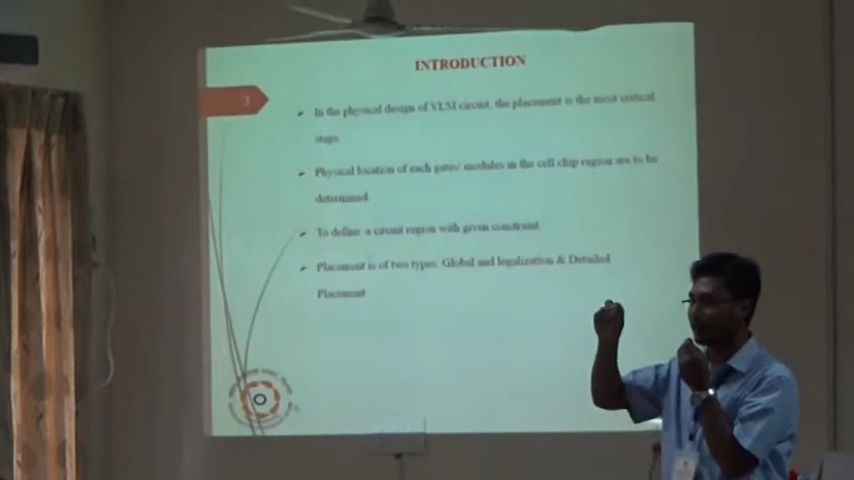 INTRODUCTION
3
In the physical design of VLSI circuit, the placement is the most critical
stage.
Physical location of each gates/ modules in the cell chip region are to be
determined.
To define a circuit region with given constraint.
Placement is of two types: Global and legalization & Detailed
Placement